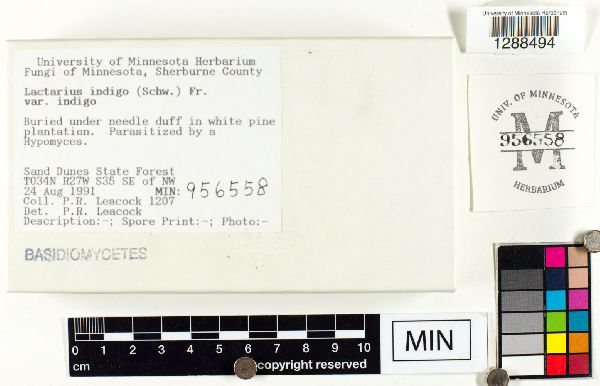 University of Minnesota Herbarium
1288494
University of Minnesota Herbarium
Fungi of Minnesota, Sherburne County
Lactarius indigo (Schw.) Fr.
var. indigo
Buried under needle duff in white pine
plantation. Parasitized by a
Hypomyces.
Sand Dunes State Forest
T034N R27W S35 SE of NW
24 Aug 1991 MIN: 956558
Coll. P.R. Leacock 1207
Det. P.R. Leacock
Description:-; Spore Print:-; Photo:-
BASIDIOMYCETES
UNIV. OF MINNESOTA
M
956558
HERBARIUM
0 1 2 3 4 5 6 7 8 9 10
cm copyright reserved
MIN